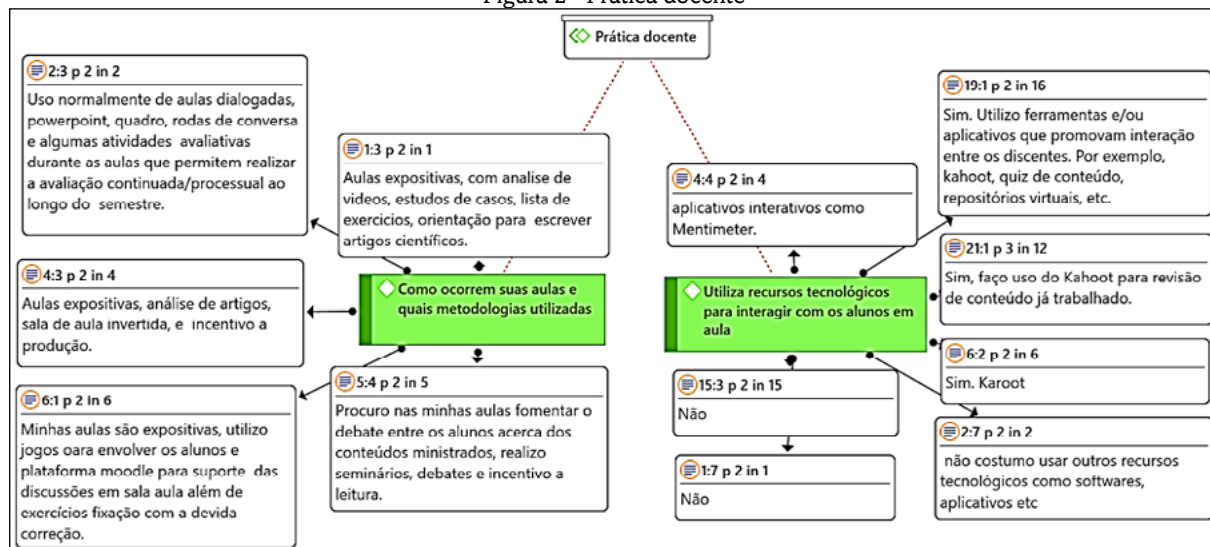 Figura 2 - Prática docente
Prática docente
2:3 p 2 in 2
Uso normalmente de aulas dialogadas,
powerpoint, quadro, rodas de conversa
e algumas atividades avaliativas
durante as aulas que permitem realizar
a avaliação continuada/processual ao
longo do semestre.
1:3 p 2 in 1
Aulas expositivas, com analise de
videos, estudos de casos, lista de
exercicios, orientação para escrever
artigos científicos.
4:3 p 2 in 4
Aulas expositivas, análise de artigos,
sala de aula invertida, e incentivo a
produção.
Como ocorrem suas aulas e
quais metodologias utilizadas
6:1 p 2 in 6
Minhas aulas são expositivas, utilizo
jogos oara envolver os alunos e
plataforma moodle para suporte das
discussões em sala aula além de
exercícios fixação com a devida
correção.
5:4 p 2 in 5
Procuro nas minhas aulas fomentar o
debate entre os alunos acerca dos
conteúdos ministrados, realizo
seminários, debates e incentivo a
leitura.
4:4 p 2 in 4
aplicativos interativos como
Mentimeter.
19:1 p 2 in 16
Sim. Utilizo ferramentas e/ou
aplicativos que promovam interação
entre os discentes. Por exemplo,
kahoot, quiz de conteúdo,
repositórios virtuais, etc.
Utiliza recursos tecnológicos
para interagir com os alunos em
aula
21:1 p 3 in 12
Sim, faço uso do Kahoot para revisão
de conteúdo já trabalhado.
6:2 p 2 in 6
Sim. Karoot
15:3 p 2 in 15
Não
1:7 p 2 in 1
Não
2:7 p 2 in 2
não costumo usar outros recursos
tecnológicos como softwares,
aplicativos etc